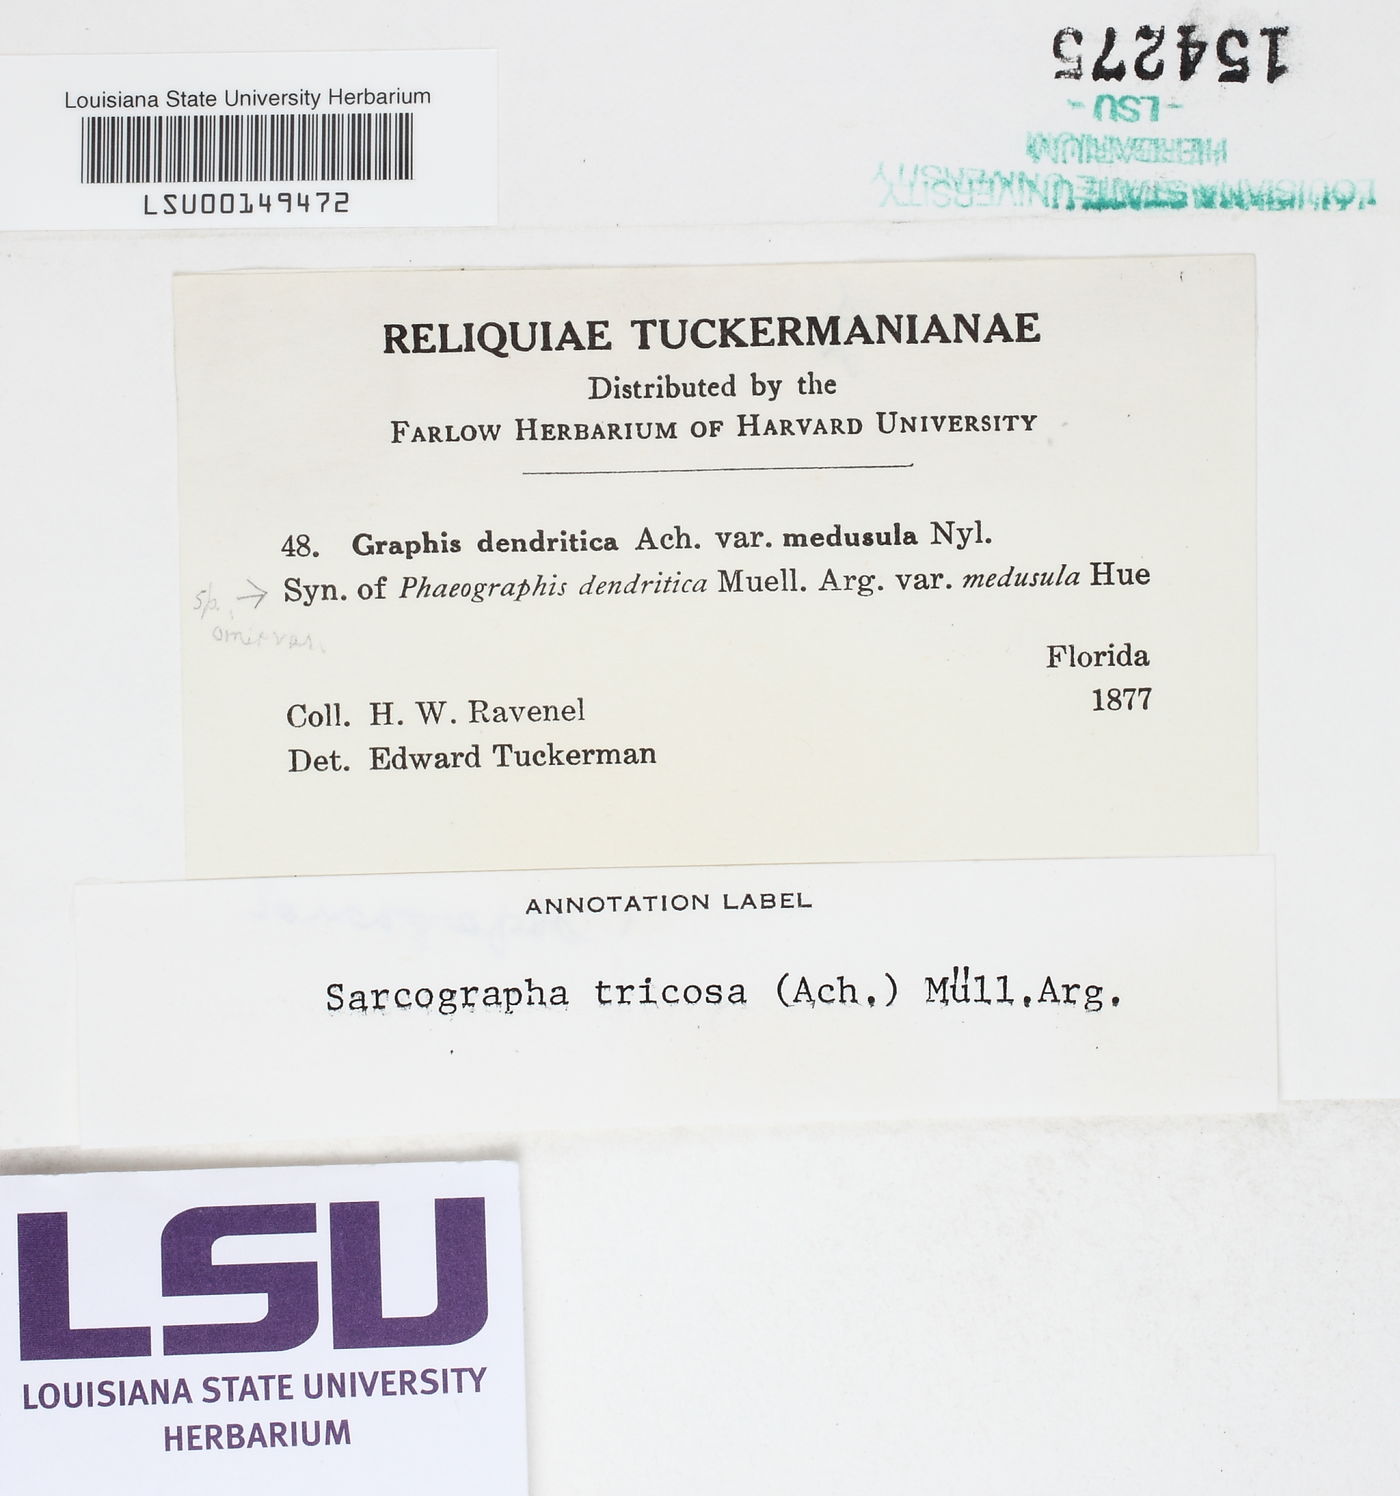 Louisiana State University Herbarium
LSU00149472
154275
- LSU -
HERBARIUM
LOUISIANA STATE UNIVERSITY
RELIQUIAE TUCKERMANIANAE
Distributed by the
FARLOW HERBARIUM OF HARVARD UNIVERSITY
48. Graphis dendritica Ach. var. medusula Nyl.
sp. → Syn. of Phaeographis dendritica Muell. Arg. var. medusula Hue
Florida
1877
Coll. H. W. Ravenel
Det. Edward Tuckerman
ANNOTATION LABEL
Sarcographa tricosa (Ach.) Müll.Arg.
LSU
LOUISIANA STATE UNIVERSITY
HERBARIUM